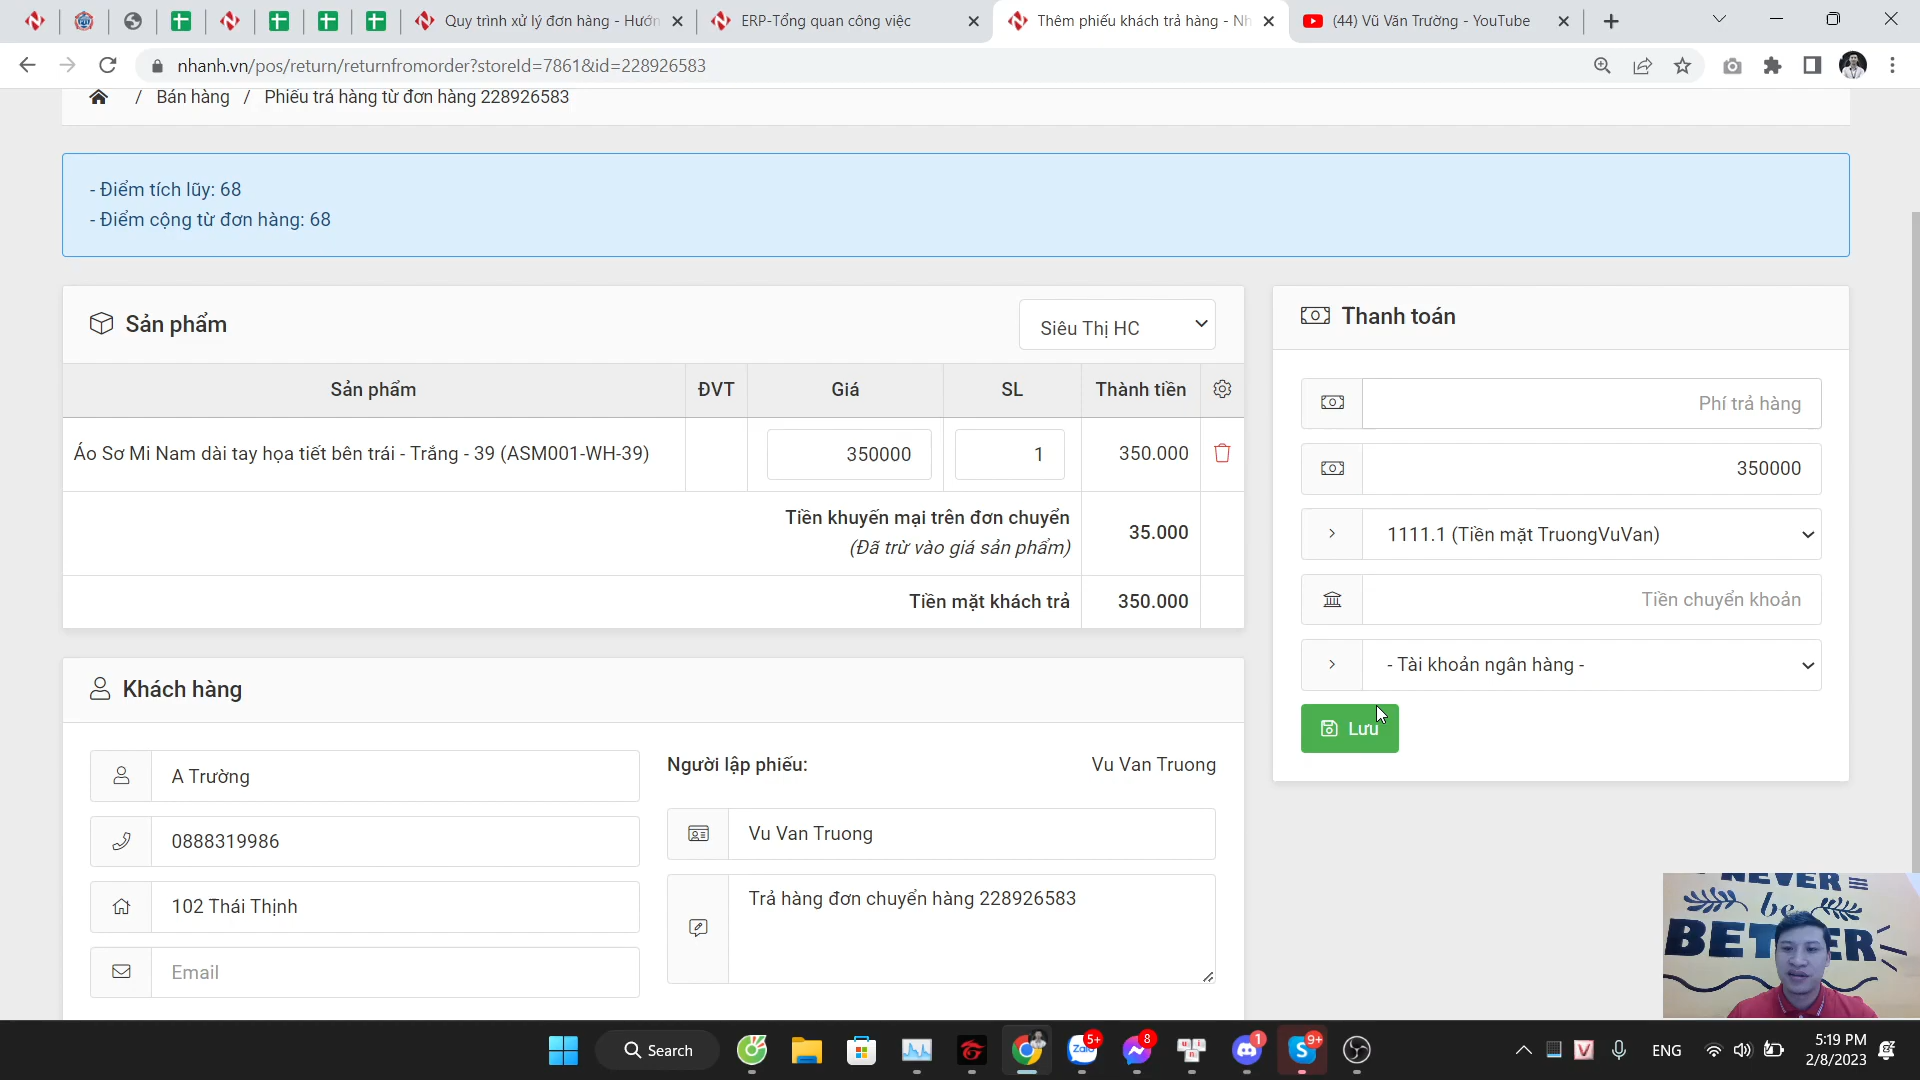 Quy trình xử lý đơn hàng - Hướn
ERP-Tổng quan công việc
Thêm phiếu khách trả hàng - Nh
(44) Vũ Văn Trường - YouTube
nhanh.vn/pos/return/returnfromorder?storeId=7861&id=228926583
/ Bán hàng / Phiếu trả hàng từ đơn hàng 228926583
- Điểm tích lũy: 68
- Điểm cộng từ đơn hàng: 68
Sản phẩm
Siêu Thị HC
Sản phẩm ĐVT Giá SL Thành tiền
Áo Sơ Mi Nam dài tay họa tiết bên trái - Trắng - 39 (ASM001-WH-39) 350000 1 350.000
Tiền khuyến mại trên đơn chuyển
(Đã trừ vào giá sản phẩm)
35.000
Tiền mặt khách trả 350.000
Thanh toán
Phí trả hàng
350000
1111.1 (Tiền mặt TruongVuVan)
Tiền chuyển khoản
- Tài khoản ngân hàng -
Lưu
Khách hàng
A Trường
0888319986
102 Thái Thịnh
Email
Người lập phiếu: Vu Van Truong
Vu Van Truong
Trả hàng đơn chuyển hàng 228926583
NEVER
be
BETTER
Search
Zalo
5+
8
1
9+
ENG
5:19 PM
2/8/2023